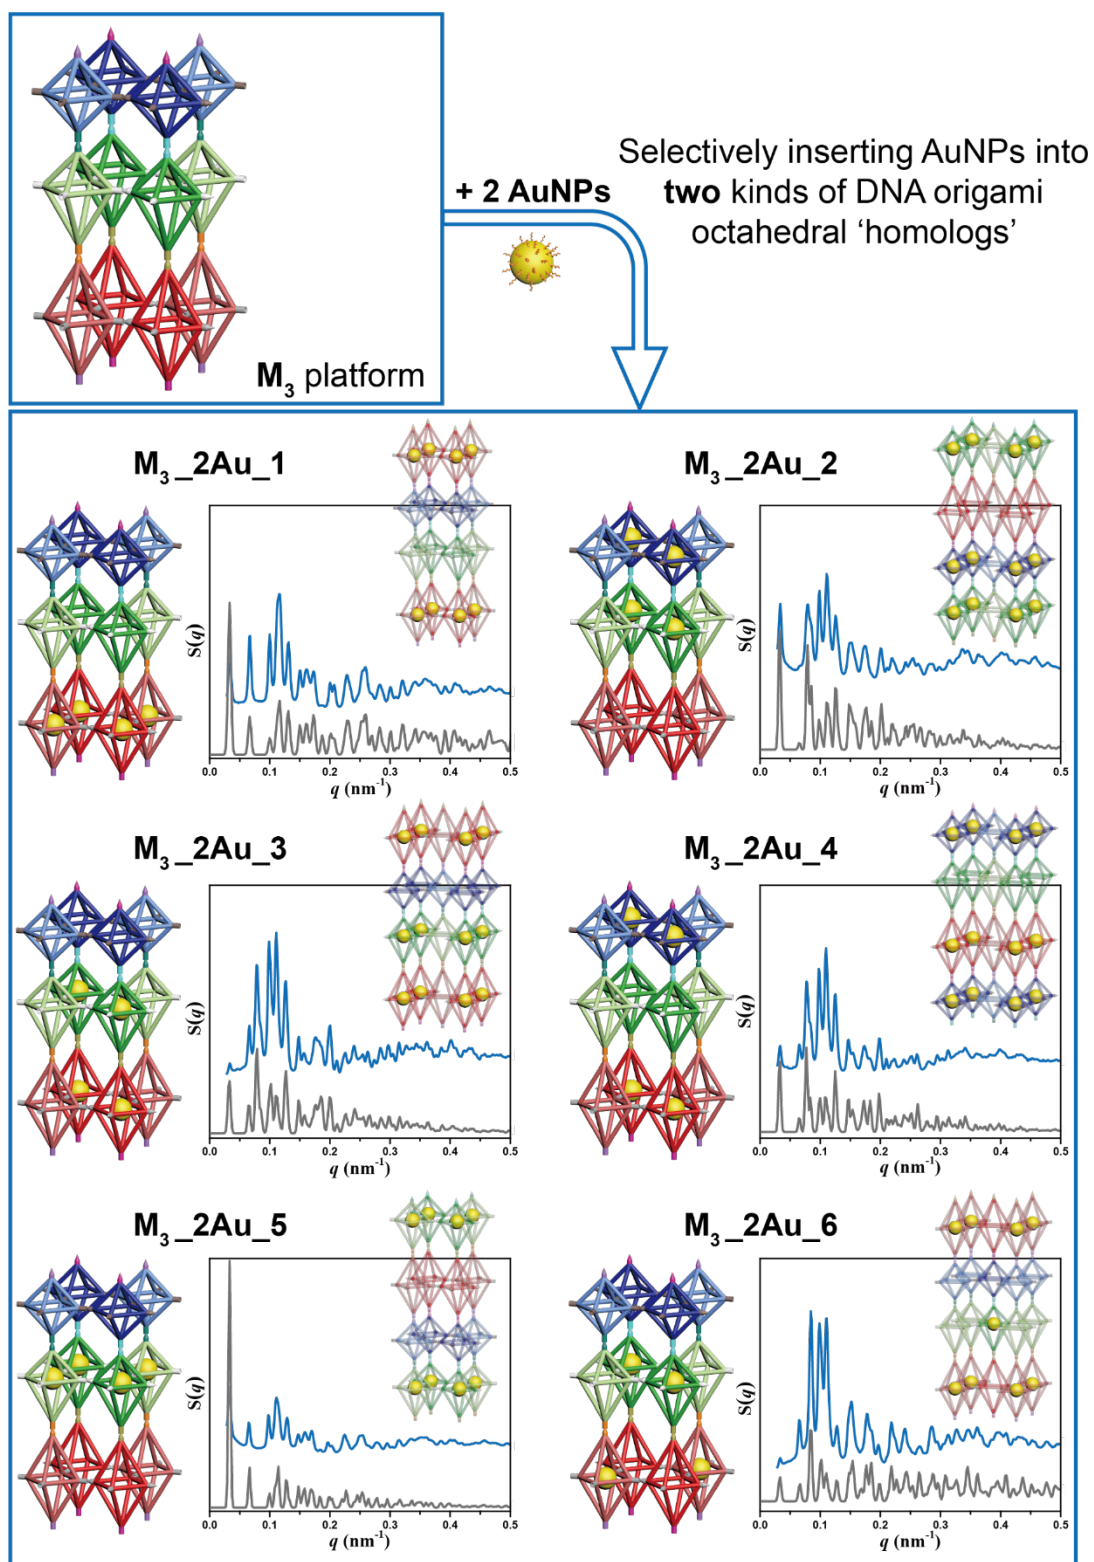 Selectively inserting AuNPs into
two kinds of DNA origami
octahedral ‘homologs’
+ 2 AuNPs
M₃ platform
M₃_2Au_1
S(q)
0.0 0.1 0.2 0.3 0.4 0.5
q (nm⁻¹)
M₃_2Au_2
S(q)
0.0 0.1 0.2 0.3 0.4 0.5
q (nm⁻¹)
M₃_2Au_3
S(q)
0.0 0.1 0.2 0.3 0.4 0.5
q (nm⁻¹)
M₃_2Au_4
S(q)
0.0 0.1 0.2 0.3 0.4 0.5
q (nm⁻¹)
M₃_2Au_5
S(q)
0.0 0.1 0.2 0.3 0.4 0.5
q (nm⁻¹)
M₃_2Au_6
S(q)
0.0 0.1 0.2 0.3 0.4 0.5
q (nm⁻¹)